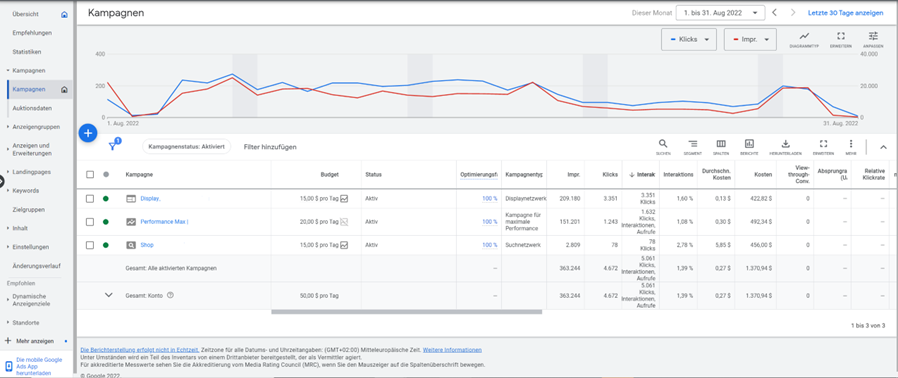 Übersicht
Empfehlungen
Statistiken
Kampagnen
Kampagnen
Auktionsdaten
Anzeigengruppen
Anzeigen und
Erweiterungen
Landingpages
Keywords
Zielgruppen
Inhalt
Einstellungen
Änderungsverlauf
Empfohlen
Dynamische
Anzeigenziele
Standorte
Mehr anzeigen
Die mobile Google
Ads App
herunterladen
Kampagnen
Dieser Monat 1. bis 31. Aug 2022 Letzte 30 Tage anzeigen
Klicks Impr.
DIAGRAMMTYP ERWEITERN ANPASSEN
400 40.000
200 20.000
0 0
1. Aug. 2022 31. Aug. 2022
1 Kampagnenstatus: Aktiviert Filter hinzufügen
SUCHEN SEGMENT SPALTEN BERICHTE HERUNTERLADEN ERWEITERN MEHR
Kampagne Budget Status Optimierungsf Kampagnentyp Impr. Klicks Interak Interaktions Durchschn. Kosten Kosten View-through-Conv. Absprungra (U. Relative Klickrate
Display, 15,00 $ pro Tag Aktiv 100 % Displaynetzwerk 209.180 3.351 3.351 Klicks 1,60 % 0,13 $ 422,82 $ 0 – –
Performance Max | 20,00 $ pro Tag Aktiv 100 % Kampagne für maximale Performance 151.201 1.243 1.632 Klicks, Interaktionen, Aufrufe 1,08 % 0,30 $ 492,34 $ 0 – –
Shop 15,00 $ pro Tag Aktiv 100 % Suchnetzwerk 2.809 78 78 Klicks 2,78 % 5,85 $ 456,00 $ 0 – –
Gesamt: Alle aktivierten Kampagnen – 363.244 4.672 5.061 Klicks, Interaktionen, Aufrufe 1,39 % 0,27 $ 1.370,94 $ 0 – –
Gesamt: Konto 50,00 $ pro Tag – 363.244 4.672 5.061 Klicks, Interaktionen, Aufrufe 1,39 % 0,27 $ 1.370,94 $ 0 – –
1 bis 3 von 3
Die Berichterstellung erfolgt nicht in Echtzeit. Zeitzone für alle Datums- und Uhrzeitangaben: (GMT+02:00) Mitteleuropäische Zeit. Weitere Informationen
Unter Umständen wird ein Teil des Inventars von einem Drittanbieter bereitgestellt, der als Vermittler agiert.
Für akkreditierte Messwerte sehen Sie die Akkreditierung vom Media Rating Council (MRC), wenn Sie den Mauszeiger auf die Spaltenüberschrift bewegen.
© Google 2022.